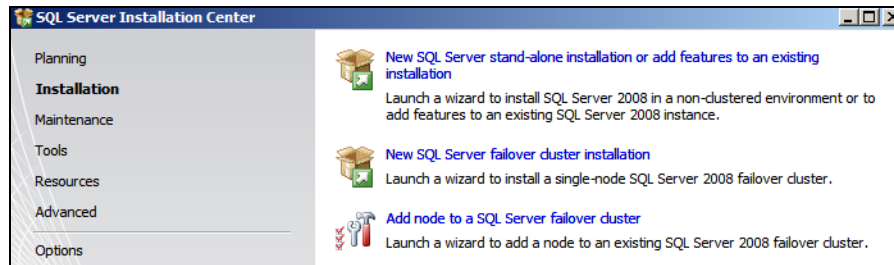 SQL Server Installation Center
Planning
Installation
Maintenance
Tools
Resources
Advanced
Options
New SQL Server stand-alone installation or add features to an existing
installation
Launch a wizard to install SQL Server 2008 in a non-clustered environment or to
add features to an existing SQL Server 2008 instance.
New SQL Server failover cluster installation
Launch a wizard to install a single-node SQL Server 2008 failover cluster.
Add node to a SQL Server failover cluster
Launch a wizard to add a node to an existing SQL Server 2008 failover cluster.